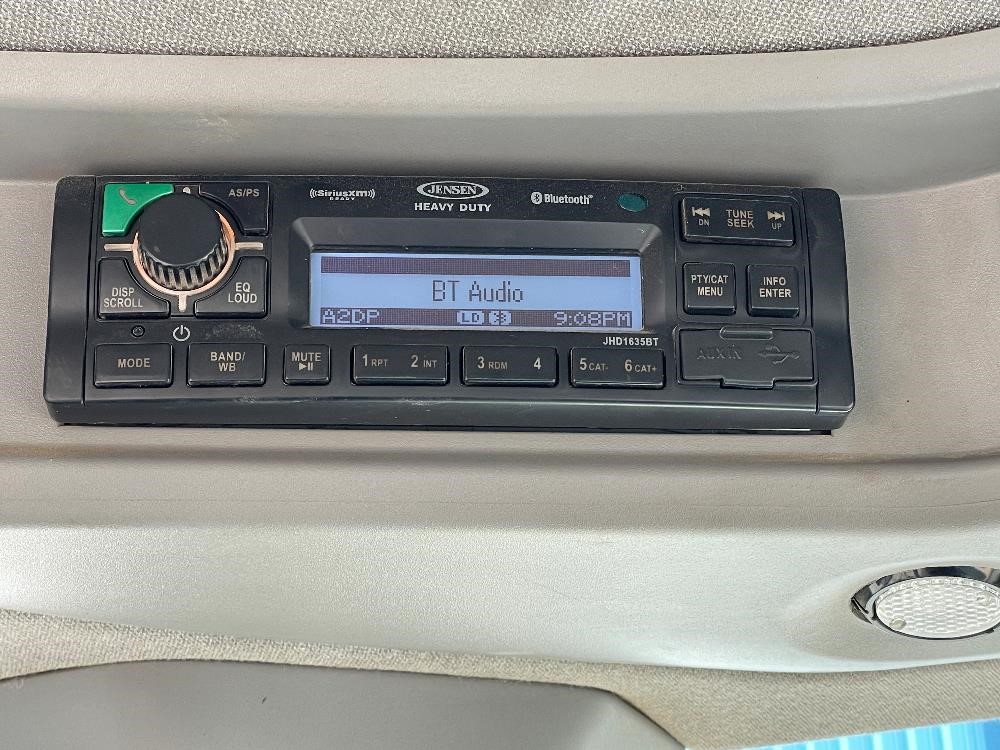 AS/PS
((SiriusXM))
READY
JENSEN
HEAVY DUTY
Bluetooth®
DN TUNE SEEK UP
DISP SCROLL
EQ LOUD
BT Audio
A2DP LD 9:08PM
PTY/CAT MENU
INFO ENTER
JHD1635BT
MODE
BAND/ WB
MUTE
1 RPT 2 INT
3 RDM 4
5 CAT- 6 CAT+
AUX IN